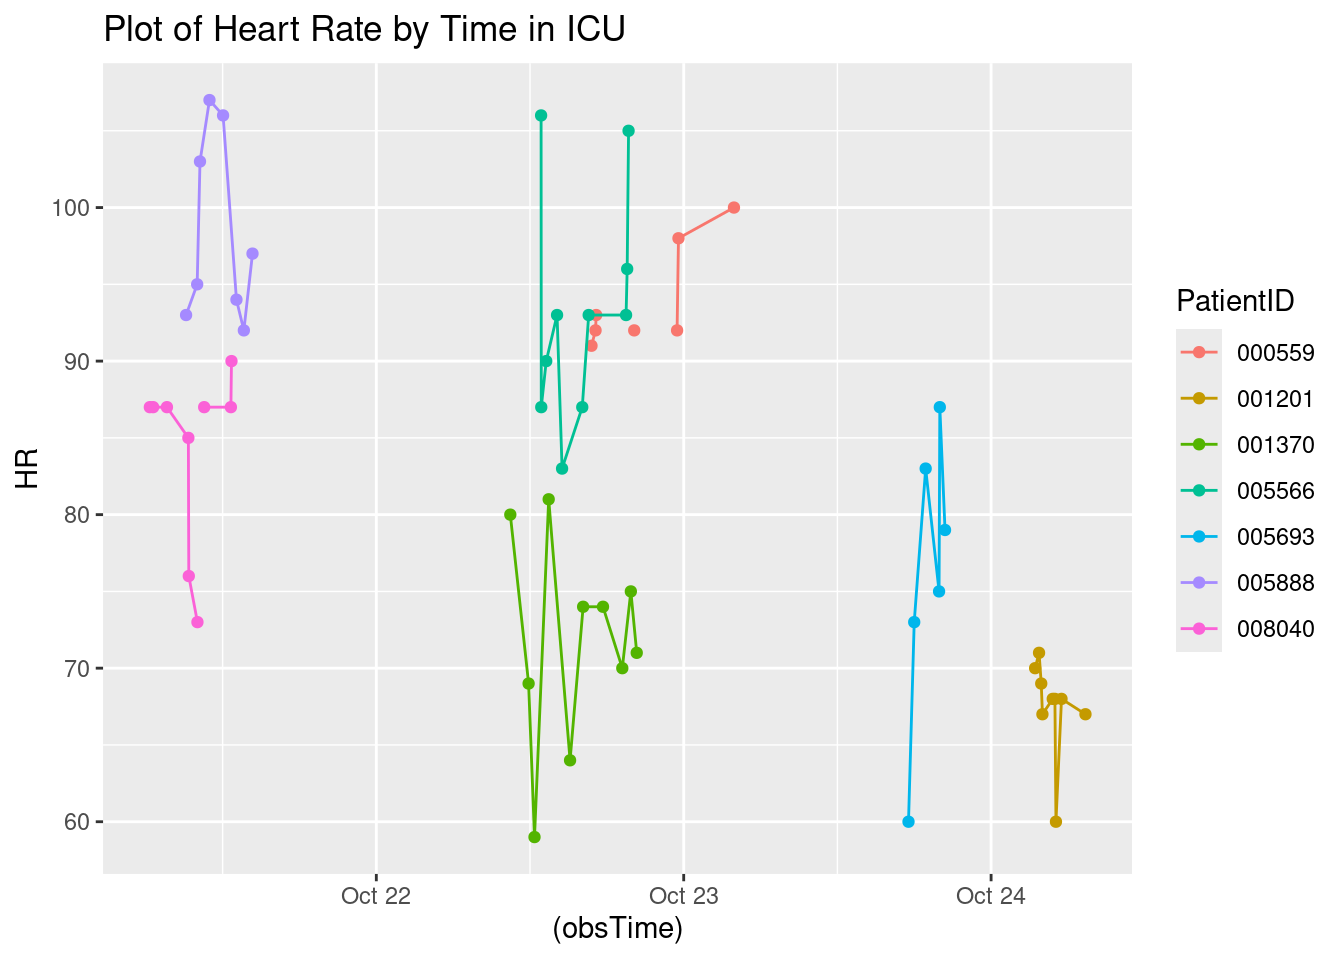 Plot of Heart Rate by Time in ICU
HR
100
90
80
70
60
Oct 22
Oct 23
Oct 24
(obsTime)
PatientID
000559
001201
001370
005566
005693
005888
008040